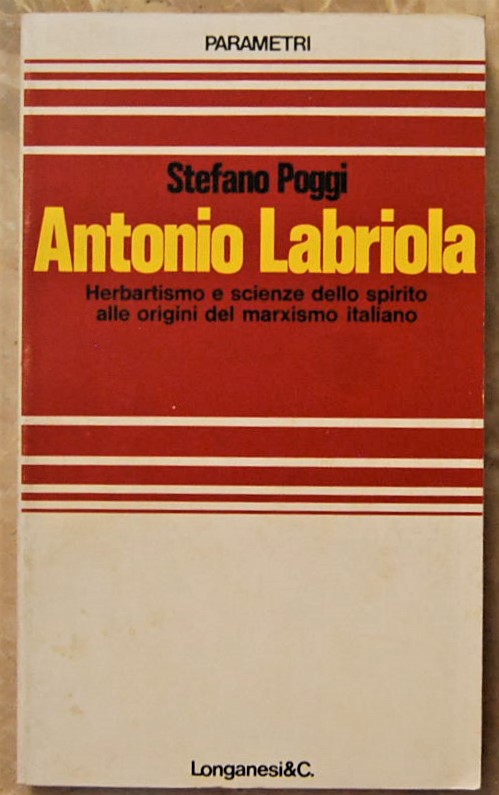 PARAMETRI
Stefano Poggi
Antonio Labriola
Herbartismo e scienze dello spirito
alle origini del marxismo italiano
Longanesi&C.